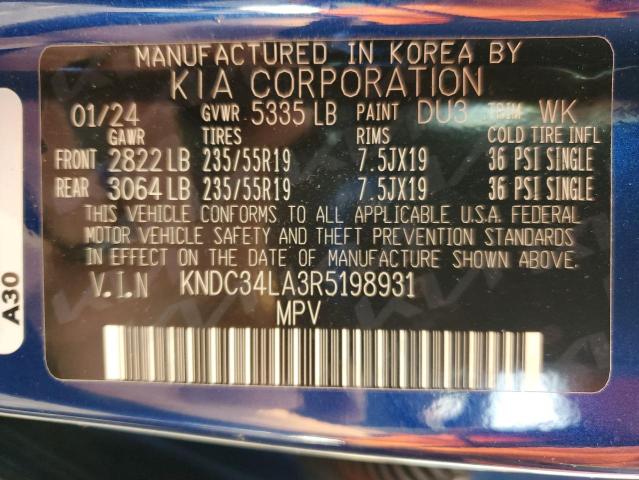 MANUFACTURED IN KOREA BY
KIA CORPORATION
01/24 GVWR 5335 LB PAINT DU3 TRIM WK
GAWR TIRES RIMS COLD TIRE INFL
FRONT 2822 LB 235/55R19 7.5JX19 36 PSI SINGLE
REAR 3064 LB 235/55R19 7.5JX19 36 PSI SINGLE
THIS VEHICLE CONFORMS TO ALL APPLICABLE U.S.A. FEDERAL
MOTOR VEHICLE SAFETY AND THEFT PREVENTION STANDARDS
IN EFFECT ON THE DATE OF MANUFACTURE SHOWN ABOVE.
V.I.N KNDC34LA3R5198931
MPV
A30